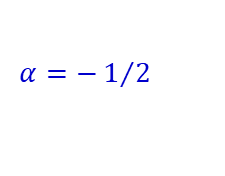 α = − 1/2